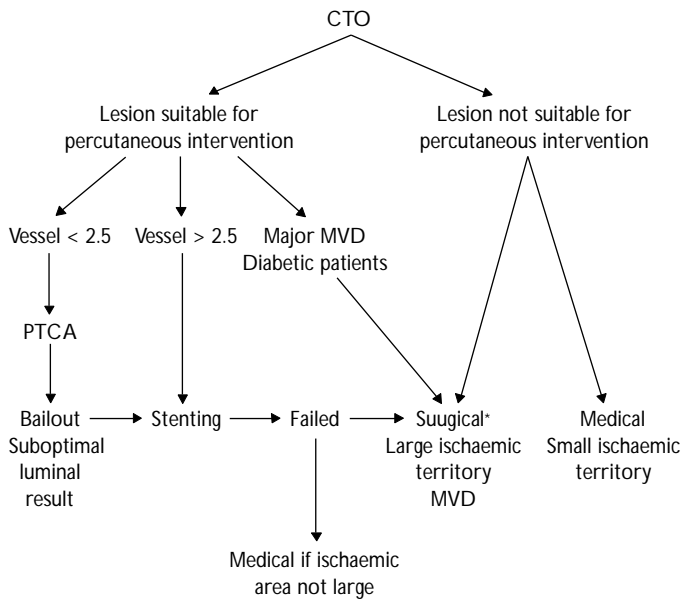 CTO
Lesion suitable for
percutaneous intervention
Lesion not suitable for
percutaneous intervention
Vessel < 2.5
Vessel > 2.5
Major MVD
Diabetic patients
PTCA
Bailout
Suboptimal
luminal
result
Stenting
Failed
Suugical*
Large ischaemic
territory
MVD
Medical
Small ischaemic
territory
Medical if ischaemic
area not large